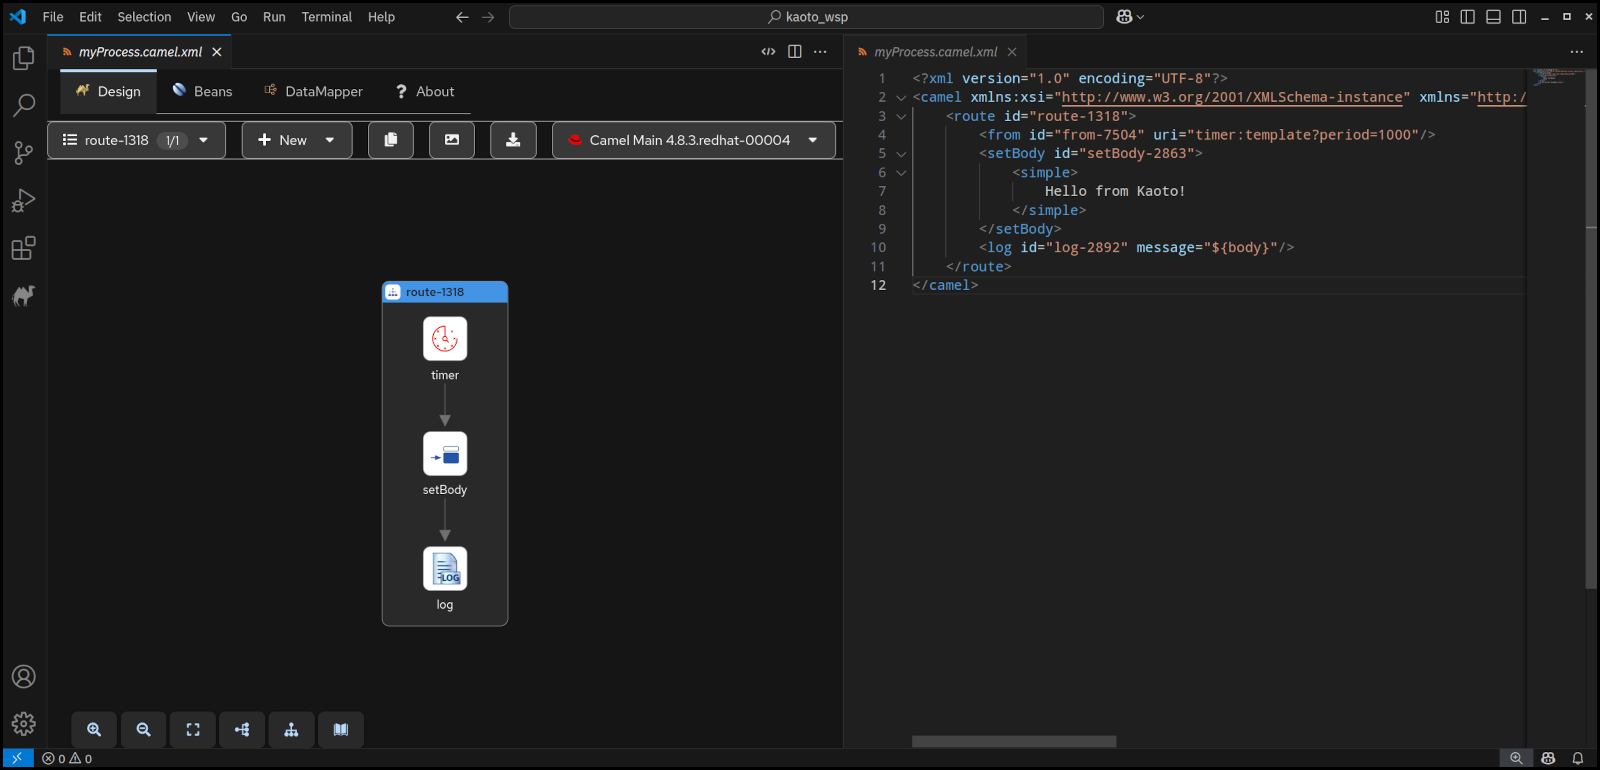 File Edit Selection View Go Run Terminal Help kaoto_wsp
myProcess.camel.xml
Design Beans DataMapper ? About
route-1318 1/1 New Camel Main 4.8.3.redhat-00004
route-1318
timer
setBody
LOG
log
0 0
myProcess.camel.xml
1 <?xml version="1.0" encoding="UTF-8"?>
2 <camel xmlns:xsi="http://www.w3.org/2001/XMLSchema-instance" xmlns="http:/
3 <route id="route-1318">
4 <from id="from-7504" uri="timer:template?period=1000"/>
5 <setBody id="setBody-2863">
6 <simple>
7 Hello from Kaoto!
8 </simple>
9 </setBody>
10 <log id="log-2892" message="${body}"/>
11 </route>
12 </camel>